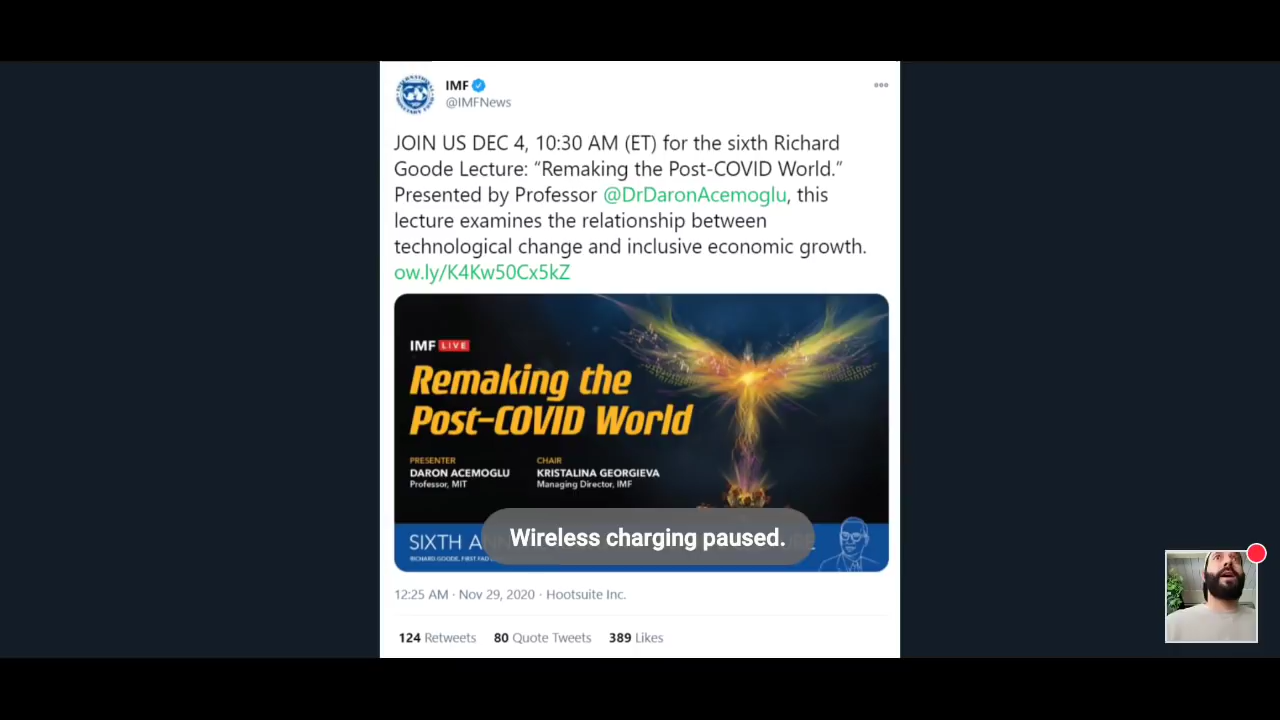 IMF
@IMFNews
JOIN US DEC 4, 10:30 AM (ET) for the sixth Richard
Goode Lecture: “Remaking the Post-COVID World.”
Presented by Professor @DrDaronAcemoglu, this
lecture examines the relationship between
technological change and inclusive economic growth.
ow.ly/K4Kw50Cx5kZ
IMF LIVE
Remaking the
Post-COVID World
PRESENTER
DARON ACEMOGLU
Professor, MIT
CHAIR
KRISTALINA GEORGIEVA
Managing Director, IMF
SIXTH
RICHARD GOODE, FIRST
Wireless charging paused.
12:25 AM · Nov 29, 2020 · Hootsuite Inc.
124 Retweets 80 Quote Tweets 389 Likes